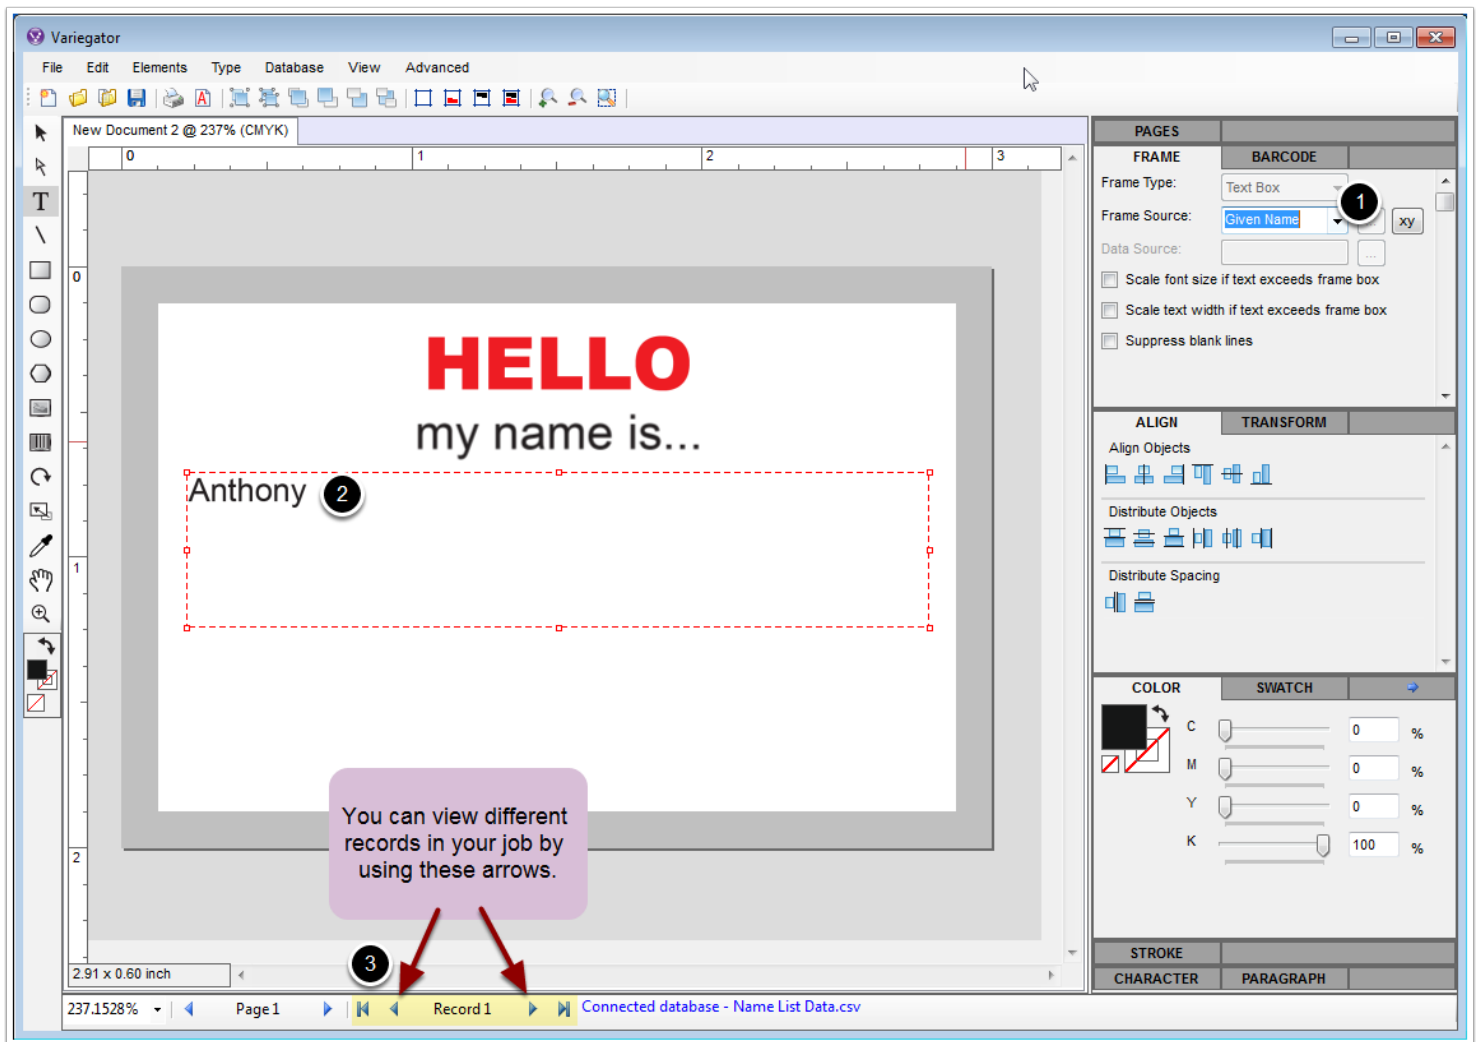 Variegator
File Edit Elements Type Database View Advanced
New Document 2 @ 237% (CMYK)
0 1 2 3
0
1
2
HELLO
my name is...
Anthony
2
You can view different
records in your job by
using these arrows.
3
2.91 x 0.60 inch
237.1528% Page 1 Record 1 Connected database - Name List Data.csv
PAGES
FRAME BARCODE
Frame Type: Text Box
1
Frame Source: Given Name ... xy
Data Source: ...
Scale font size if text exceeds frame box
Scale text width if text exceeds frame box
Suppress blank lines
ALIGN TRANSFORM
Align Objects
Distribute Objects
Distribute Spacing
COLOR SWATCH
C 0 %
M 0 %
Y 0 %
K 100 %
STROKE
CHARACTER PARAGRAPH